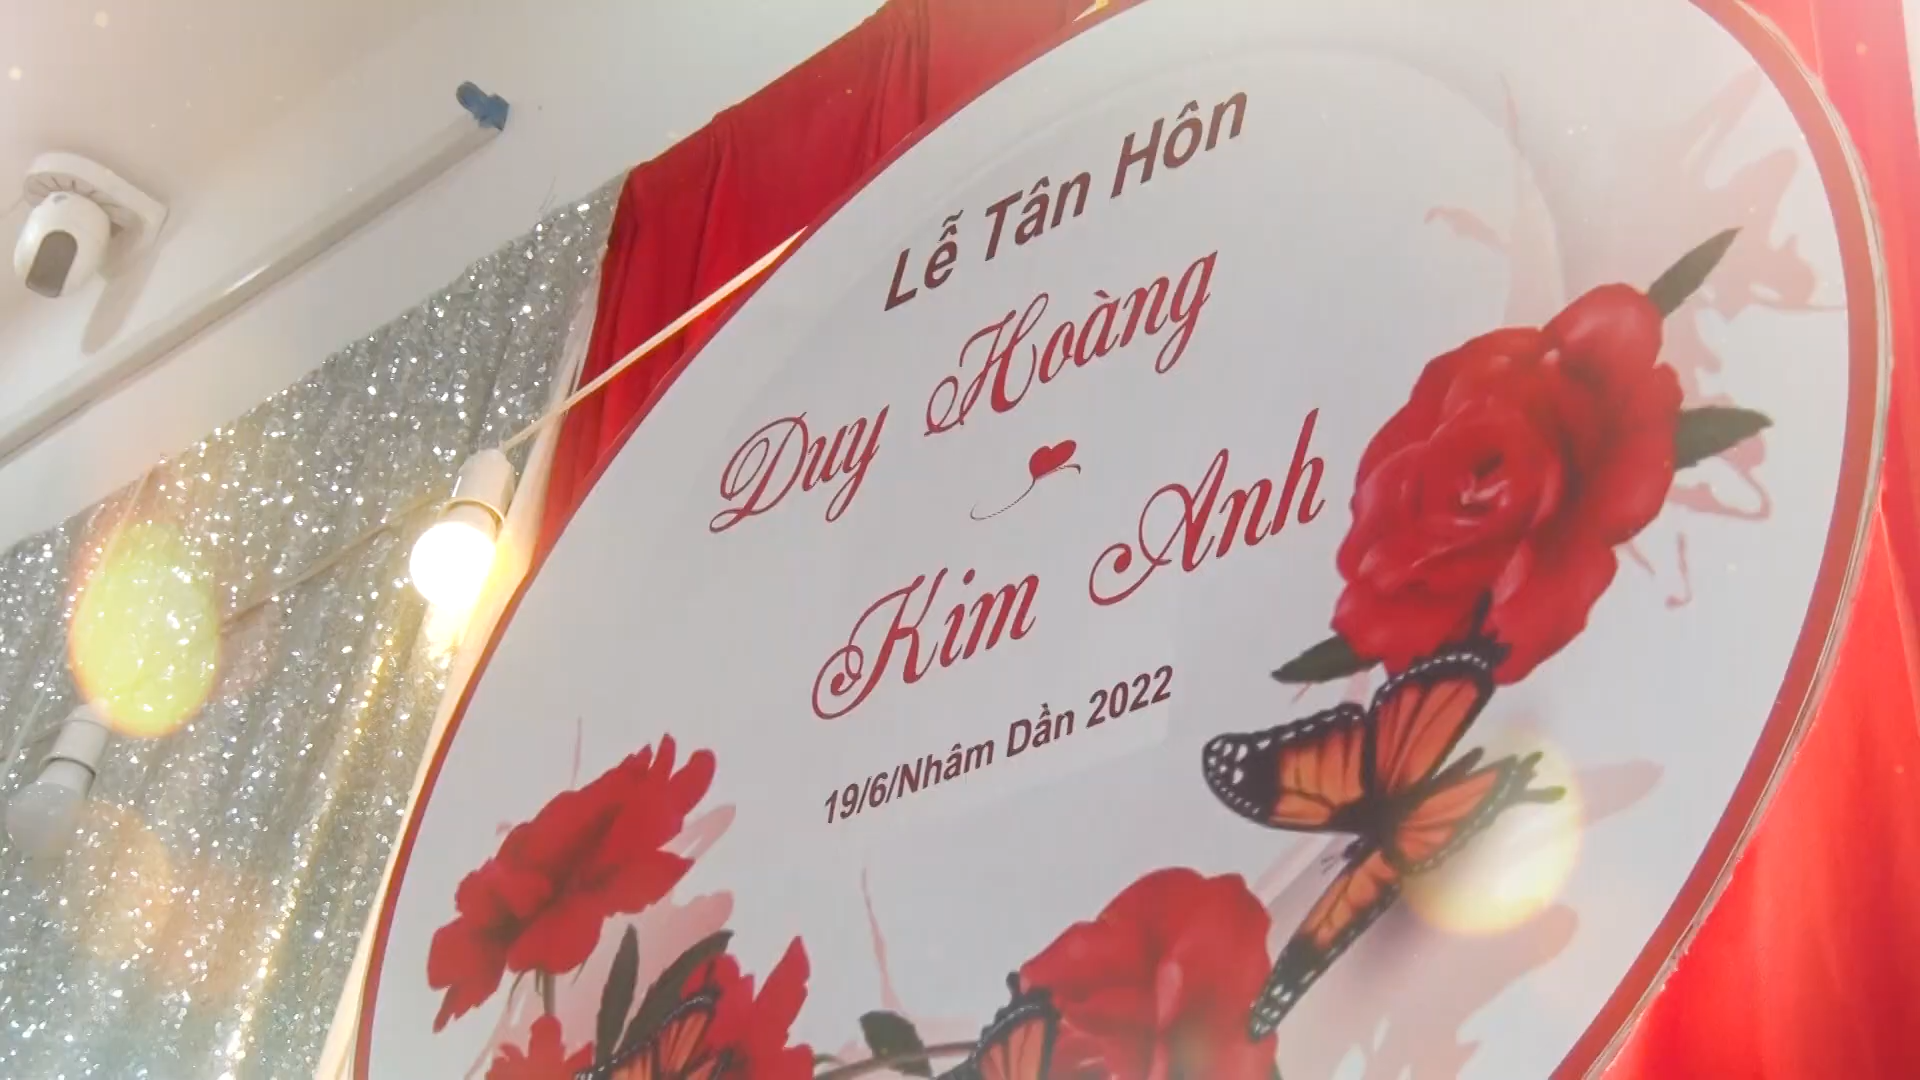 Lễ Tân Hôn
Duy Hoàng
Kim Anh
19/6/Nhâm Dần 2022